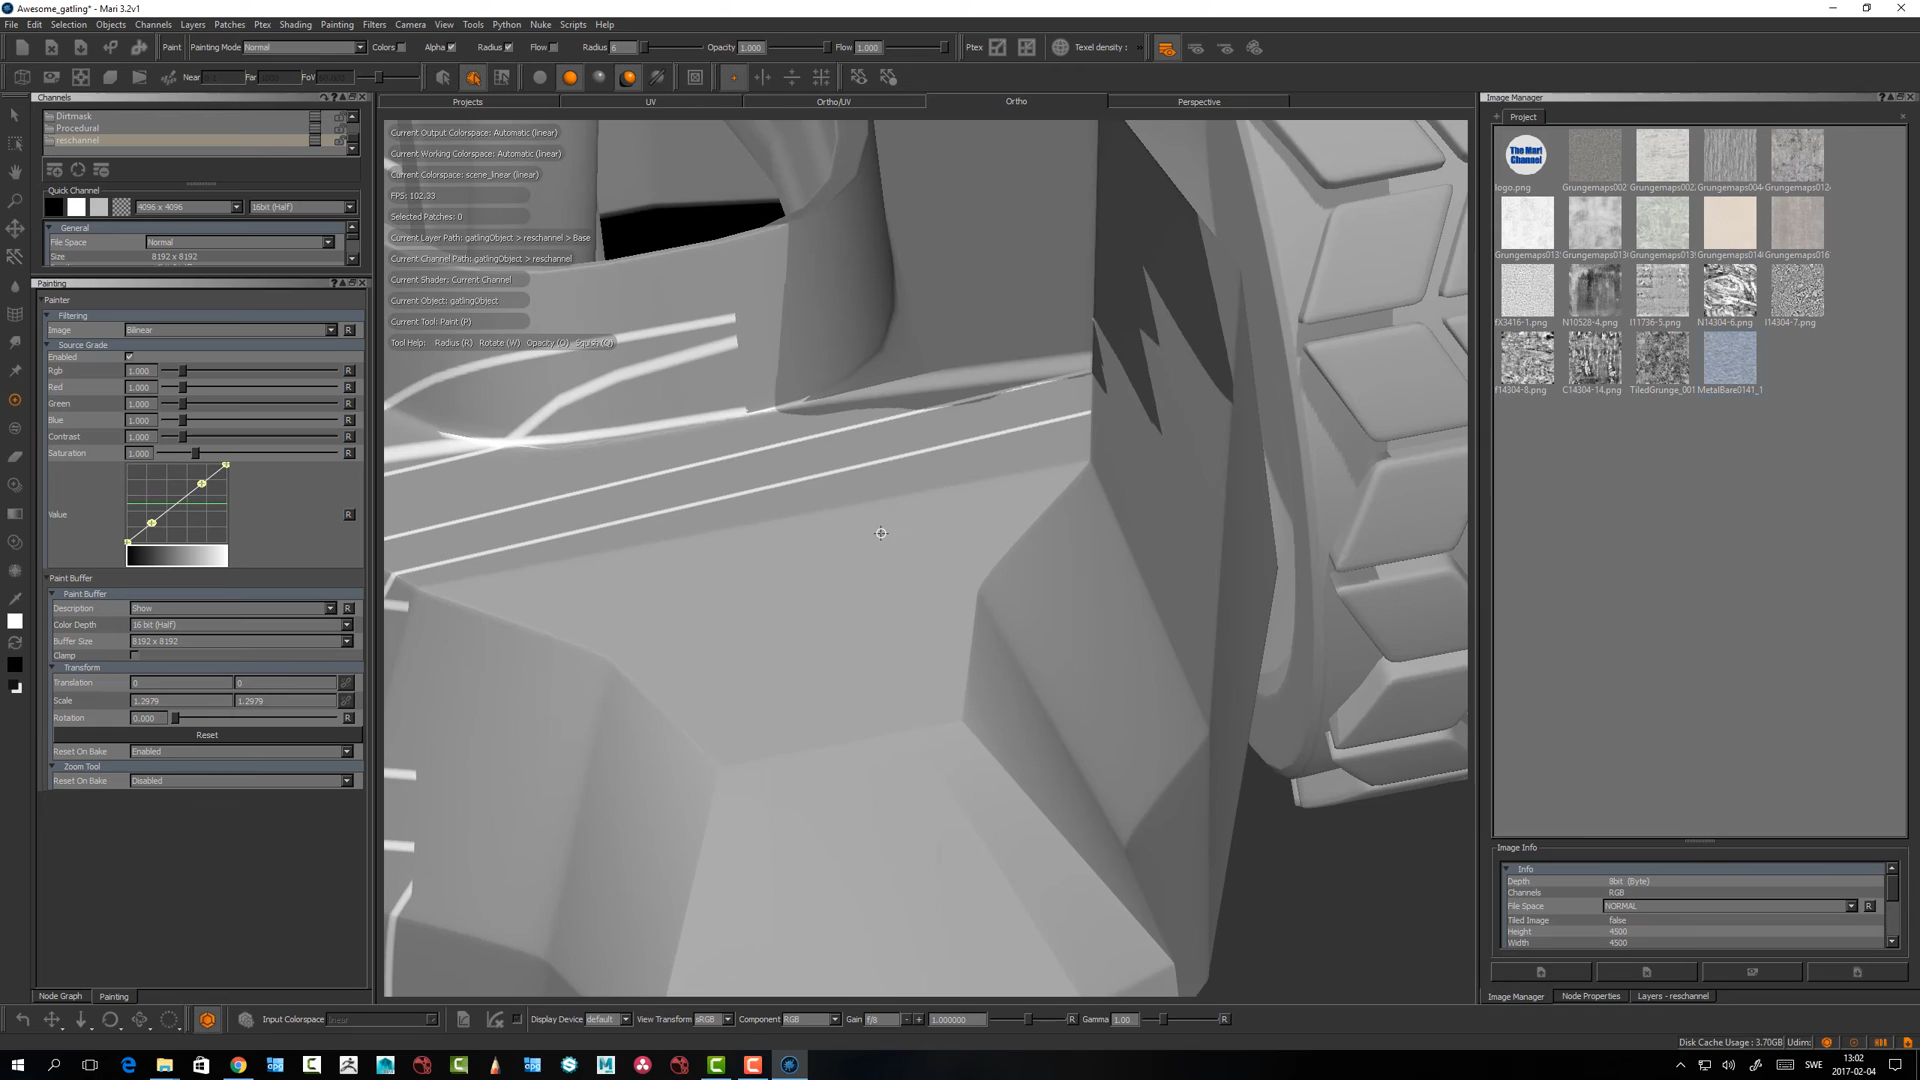 Awesome_gatling* - Mari 3.2v1
File Edit Selection Objects Channels Layers Patches Ptex Shading Painting Filters Camera View Tools Python Nuke Scripts Help
Paint Painting Mode Normal Colors Alpha Radius Flow Radius 6 Opacity 1.000 Flow 1.000 Ptex Texel density :
Near 0.1 Far FoV
Channels
Dirtmask
Procedural
reschannel
Quick Channel
4096 x 4096 16bit (Half)
General
File Space Normal
Size 8192 x 8192
Painting
Painter
Filtering
Image Bilinear R
Source Grade
Enabled
Rgb 1.000 R
Red 1.000 R
Green 1.000 R
Blue 1.000 R
Contrast 1.000 R
Saturation 1.000 R
Value R
Paint Buffer
Paint Buffer
Description Show R
Color Depth 16 bit (Half)
Buffer Size 8192 x 8192
Clamp
Transform
Translation 0 0
Scale 1.2979 1.2979
Rotation 0.000 R
Reset
Reset On Bake Enabled
Zoom Tool
Reset On Bake Disabled
Node Graph Painting
Projects UV Ortho/UV Ortho Perspective
Current Output Colorspace: Automatic (linear)
Current Working Colorspace: Automatic (linear)
Current Colorspace: scene_linear (linear)
FPS: 102.33
Selected Patches: 0
Current Layer Path: gatlingObject > reschannel > Base
Current Channel Path: gatlingObject > reschannel
Current Shader: Current Channel
Current Object: gatlingObject
Current Tool: Paint (P)
Tool Help: Radius (R) Rotate (W) Opacity (O) Squish (Q)
Image Manager
Project
The Mari Channel
logo.png Grungemaps002 Grungemaps002 Grungemaps004 Grungemaps012
Grungemaps013 Grungemaps013 Grungemaps013 Grungemaps014 Grungemaps016
fX3416-1.png N10528-4.png I11736-5.png N14304-6.png I14304-7.png
f14304-8.png C14304-14.png TiledGrunge_001 MetalBare0141_1
Image Info
Info
Depth 8bit (Byte)
Channels RGB
File Space NORMAL R
Tiled Image false
Height 4500
Width 4500
Image Manager Node Properties Layers - reschannel
Input Colorspace linear Display Device default View Transform sRGB Component RGB Gain f/8 - + 1.000000 R Gamma 1.00 R
Disk Cache Usage : 3.70GB Udim:
SWE
13:02
2017-02-04